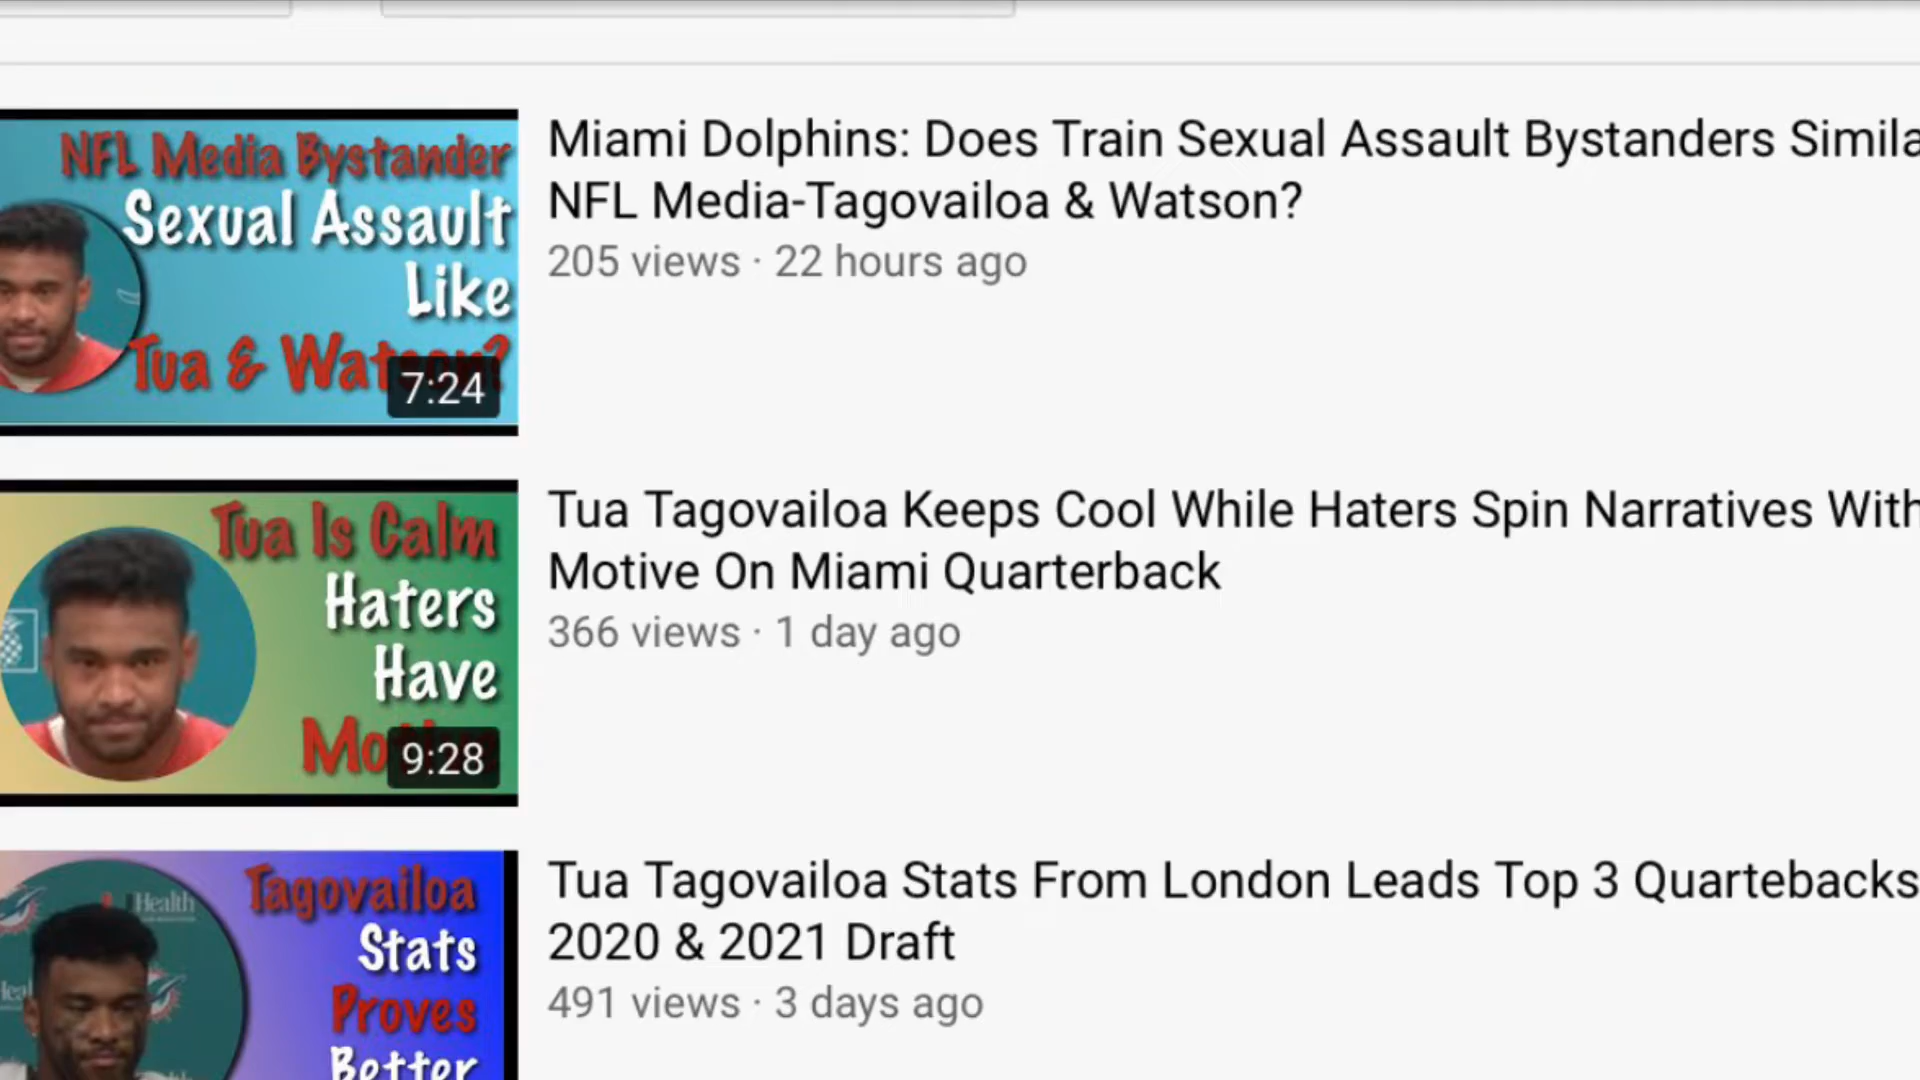 NFL Media Bystander
Sexual Assault
Like
Tua & Wat
7:24
Miami Dolphins: Does Train Sexual Assault Bystanders Simila
NFL Media-Tagovailoa & Watson?
205 views · 22 hours ago
Tua Is Calm
Haters
Have
Mo
9:28
Tua Tagovailoa Keeps Cool While Haters Spin Narratives With
Motive On Miami Quarterback
366 views · 1 day ago
Health
Tagovailoa
Stats
Proves
Better
Tua Tagovailoa Stats From London Leads Top 3 Quartebacks
2020 & 2021 Draft
491 views · 3 days ago